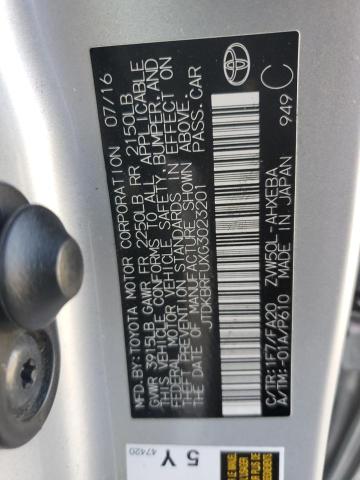 MFD.BY:TOYOTA MOTOR CORPORATION 07/16
GVWR 3915LB GAWR FR 2250LB RR 2150LB
THIS VEHICLE CONFORMS TO ALL APPLICABLE
FEDERAL MOTOR VEHICLE SAFETY, BUMPER,AND
THEFT PREVENTION STANDARDS IN EFFECT ON
THE DATE OF MANUFACTURE SHOWN ABOVE.
JTDKBRFUXG3023201 PASS.CAR
C/TR:1F7/FA20 ZVW50L-AHXEBA
A/TM:-01A/P610 MADE IN JAPAN
949 C
TOYOTA
5 Y
47420